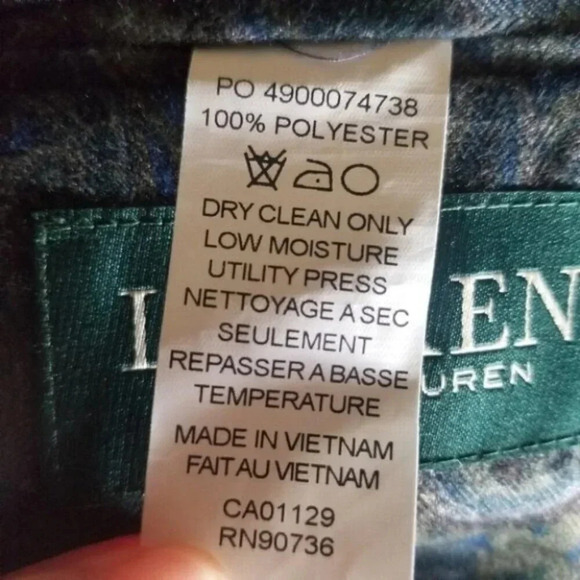 PO 4900074738
100% POLYESTER
DRY CLEAN ONLY
LOW MOISTURE
UTILITY PRESS
NETTOYAGE A SEC
SEULEMENT
REPASSER A BASSE
TEMPERATURE
MADE IN VIETNAM
FAIT AU VIETNAM
CA01129
RN90736